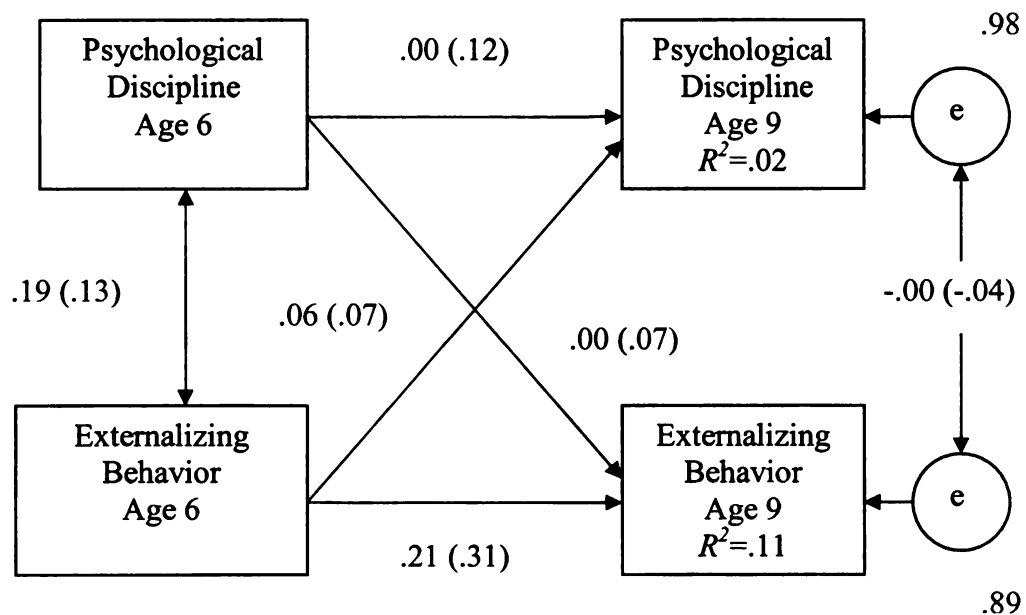 .98
Psychological
Discipline
Age 6
.00 (.12)
Psychological
Discipline
Age 9
R²=.02
e
.19 (.13)
.06 (.07)
.00 (.07)
-.00 (-.04)
Externalizing
Behavior
Age 6
.21 (.31)
Externalizing
Behavior
Age 9
R²=.11
e
.89